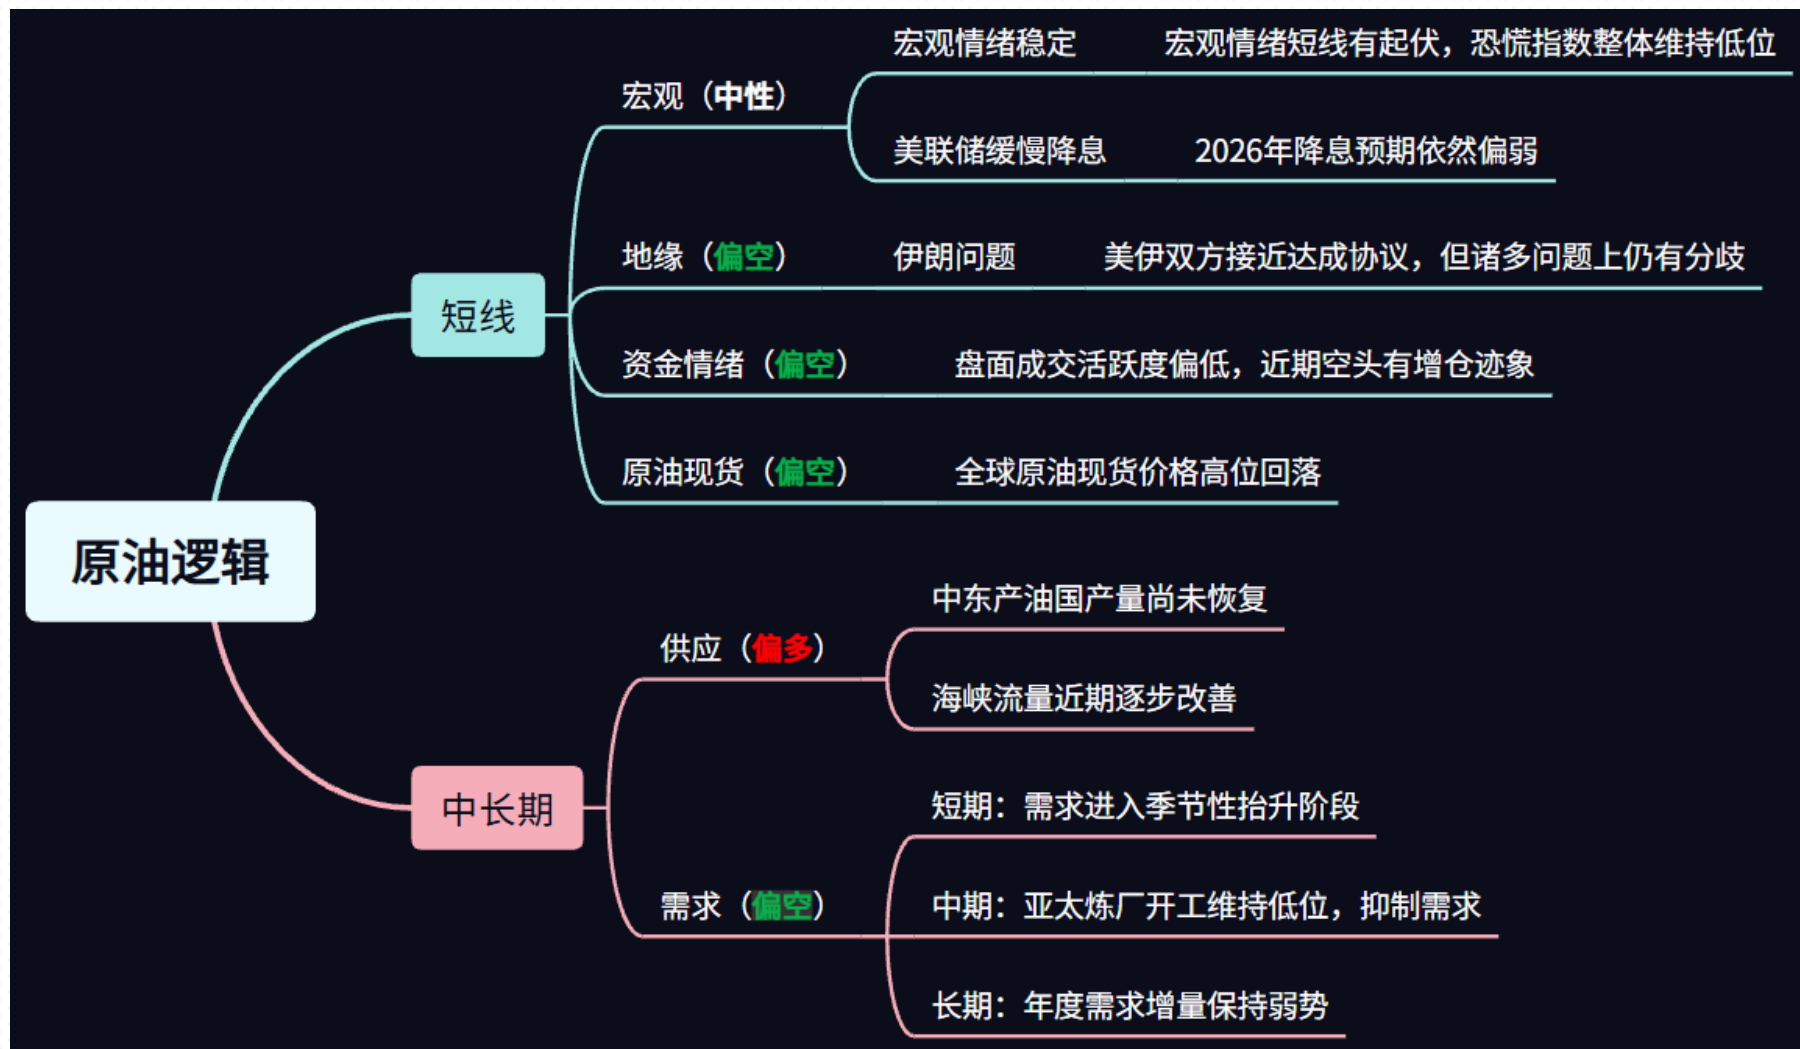 原油逻辑
短线
宏观（中性）
宏观情绪稳定
宏观情绪短线有起伏，恐慌指数整体维持低位
美联储缓慢降息
2026年降息预期依然偏弱
地缘（偏空）
伊朗问题
美伊双方接近达成协议，但诸多问题上仍有分歧
资金情绪（偏空）
盘面成交活跃度偏低，近期空头有增仓迹象
原油现货（偏空）
全球原油现货价格高位回落
中长期
供应（偏多）
中东产油国产量尚未恢复
海峡流量近期逐步改善
需求（偏空）
短期：需求进入季节性抬升阶段
中期：亚太炼厂开工维持低位，抑制需求
长期：年度需求增量保持弱势